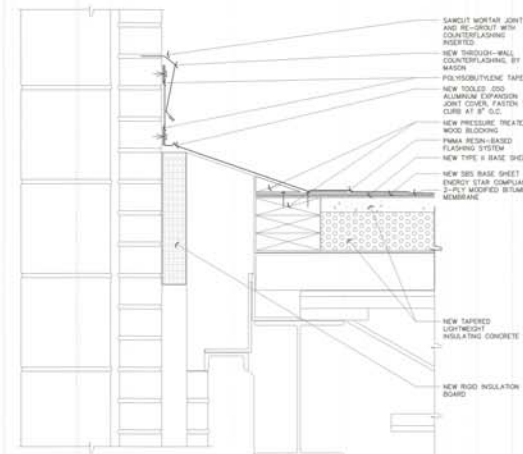 SAWCUT MORTAR JOINT
AND RE-GROUT WITH
COUNTERFLASHING
INSERTED.
NEW THROUGH-WALL
COUNTERFLASHING, BY
MASON
POLYISOBUTYLENE TAPE
NEW TOOLED .050
ALUMINUM EXPANSION
JOINT COVER, FASTEN
CURB AT 8" O.C.
NEW PRESSURE TREATE
WOOD BLOCKING
PMMA RESIN-BASED
FLASHING SYSTEM
NEW TYPE II BASE SHE
NEW SBS BASE SHEET
ENERGY STAR COMPLIA
2-PLY MODIFIED BITUM
MEMBRANE
NEW TAPERED
LIGHTWEIGHT
INSULATING CONCRETE
NEW RIGID INSULATION
BOARD